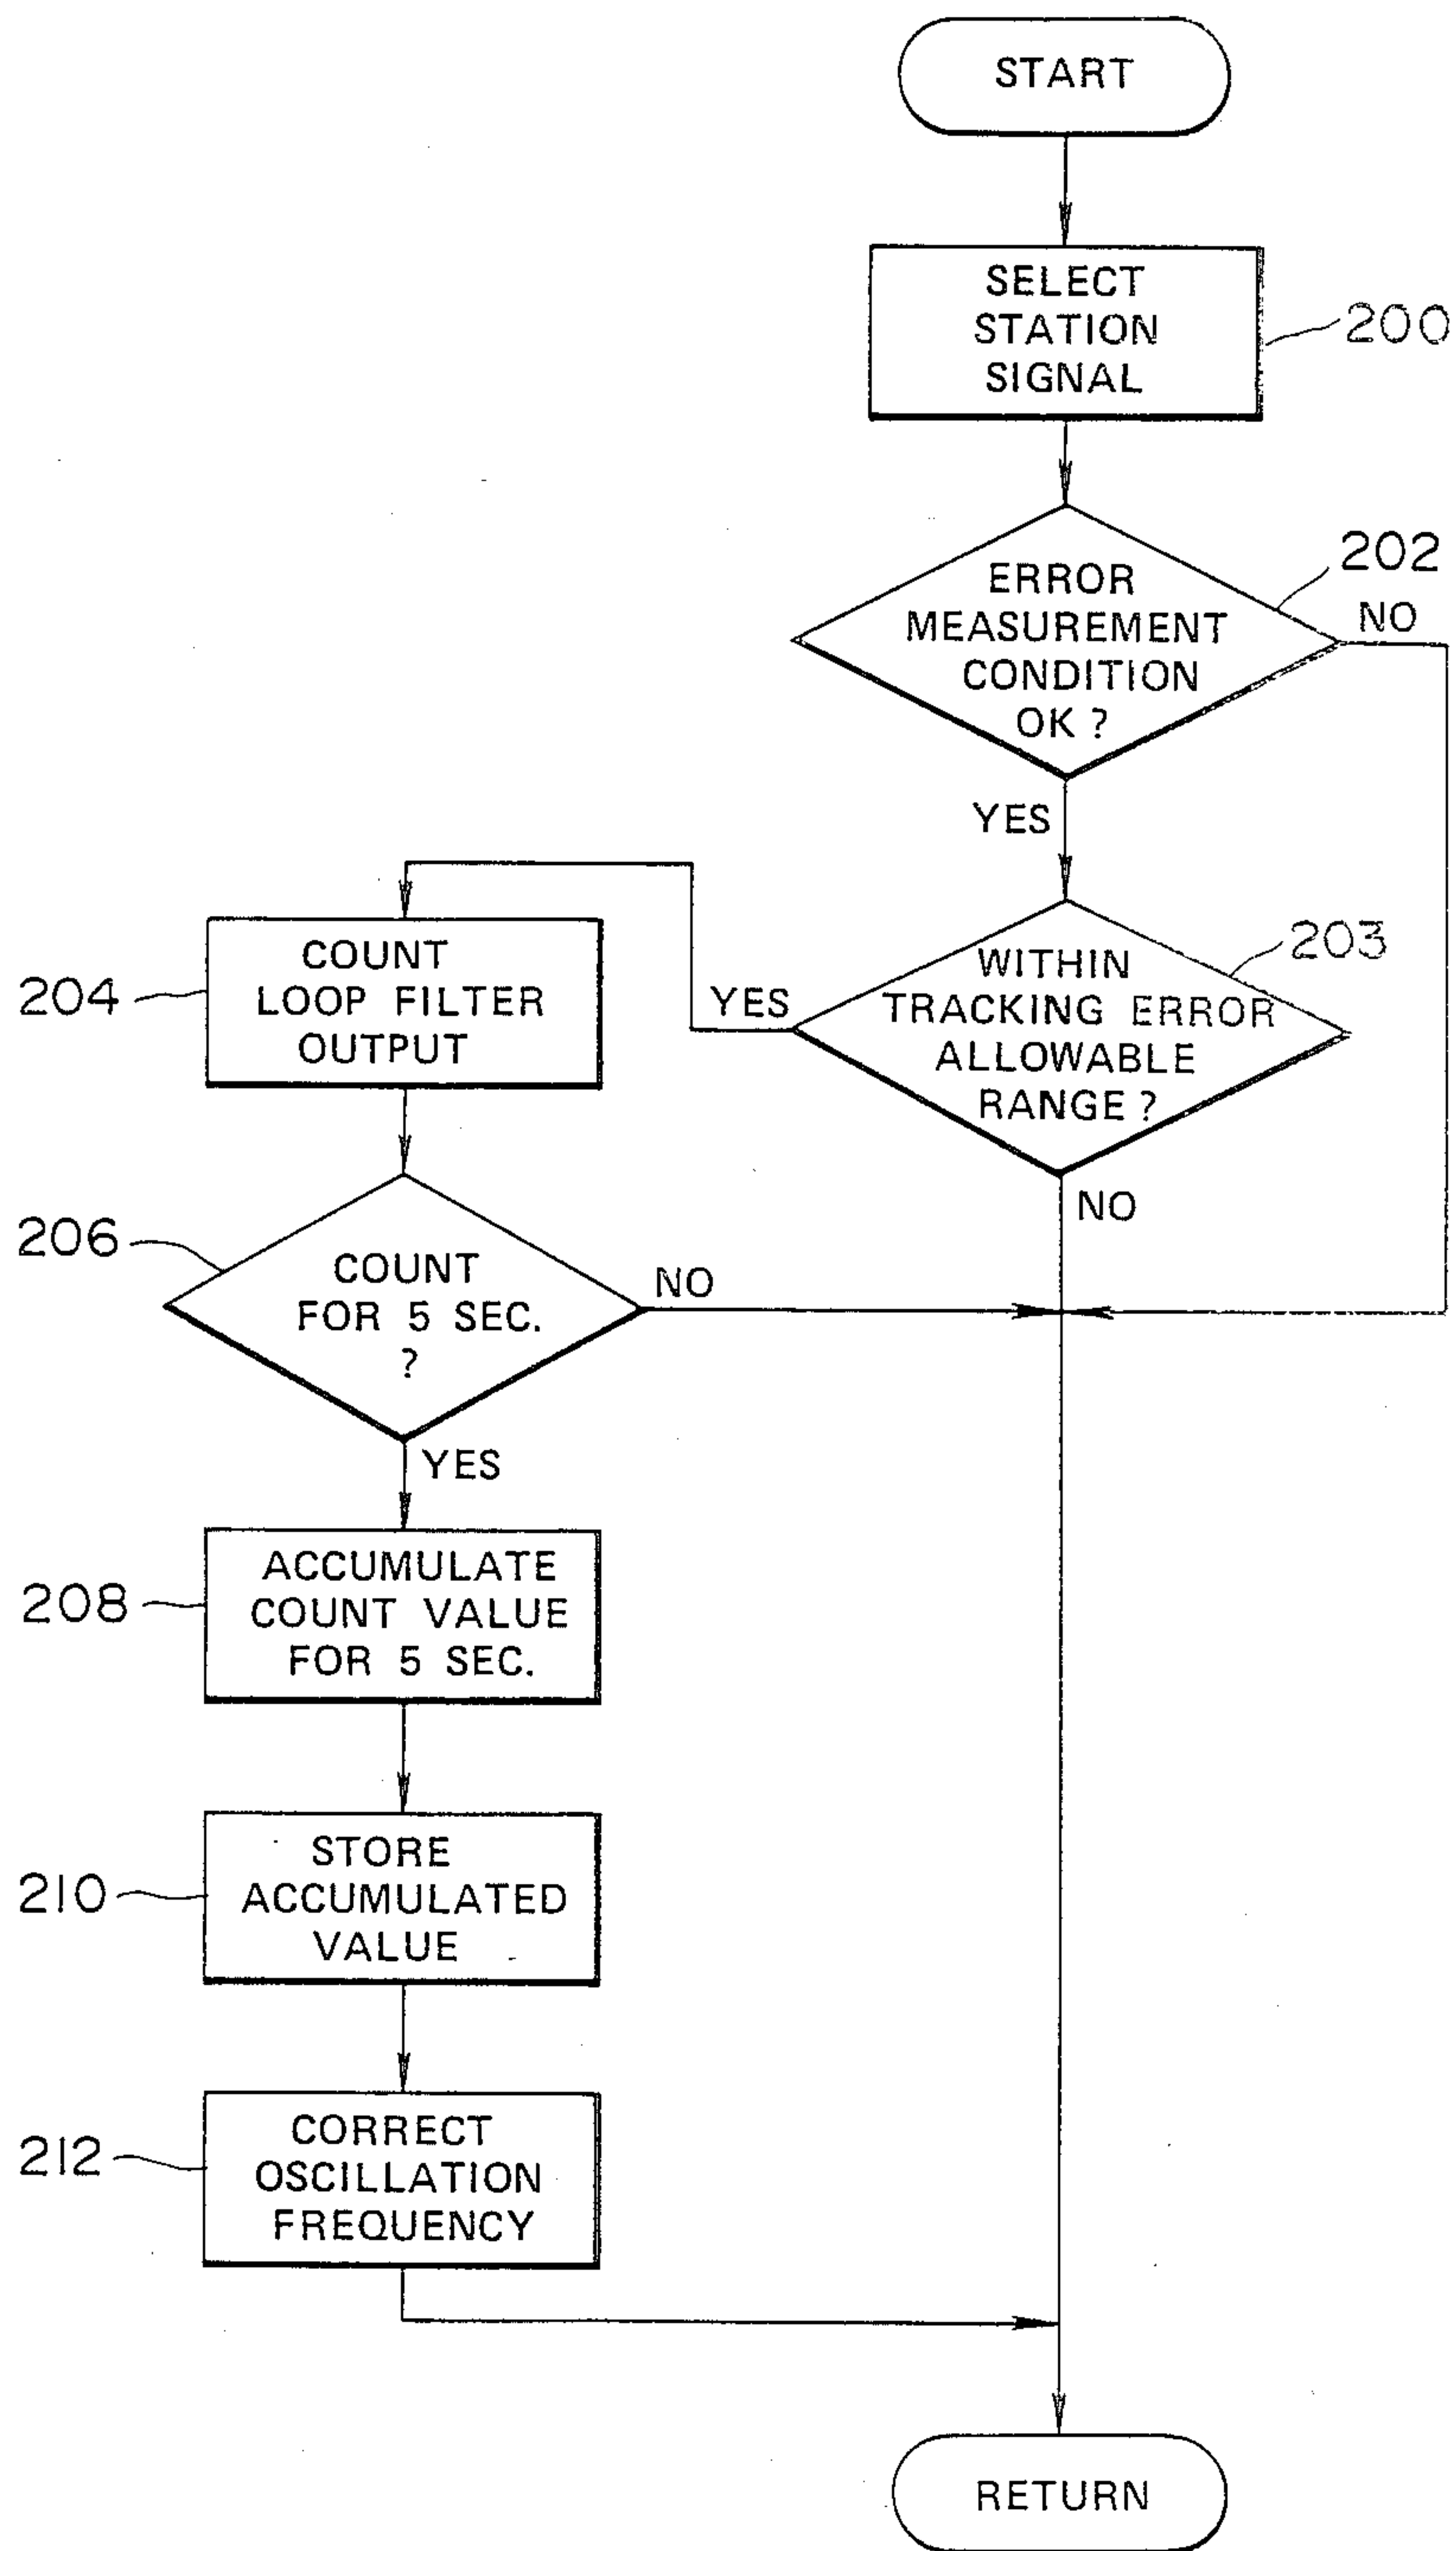 START
SELECT
STATION
SIGNAL
200
ERROR
MEASUREMENT
CONDITION
OK ?
202
NO
YES
WITHIN
TRACKING ERROR
ALLOWABLE
RANGE ?
203
YES
NO
COUNT
LOOP FILTER
OUTPUT
204
COUNT
FOR 5 SEC.
?
206
NO
YES
ACCUMULATE
COUNT VALUE
FOR 5 SEC.
208
STORE
ACCUMULATED
VALUE
210
CORRECT
OSCILLATION
FREQUENCY
212
RETURN